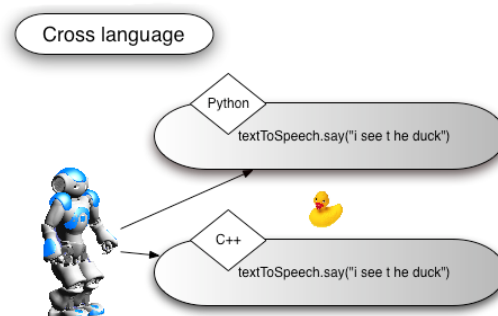 Cross language
Python
textToSpeech.say("i see t he duck")
C++
textToSpeech.say("i see t he duck")